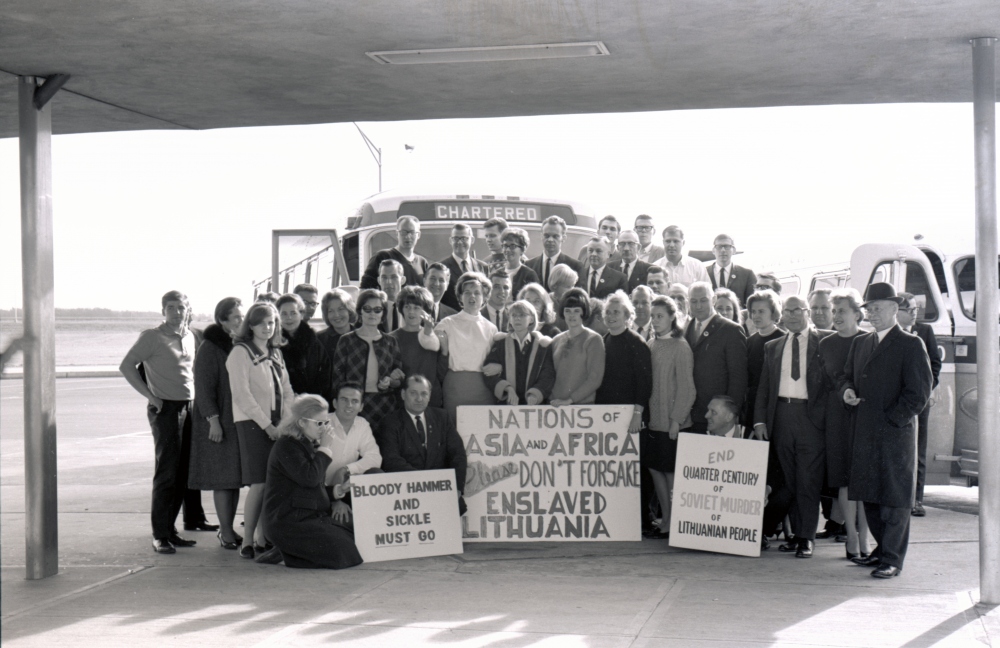 CHARTERED
NATIONS OF
ASIA AND AFRICA
Please DON'T FORSAKE
ENSLAVED
LITHUANIA
BLOODY HAMMER
AND
SICKLE
MUST GO
END
QUARTER CENTURY
OF
SOVIET MURDER
OF
LITHUANIAN PEOPLE